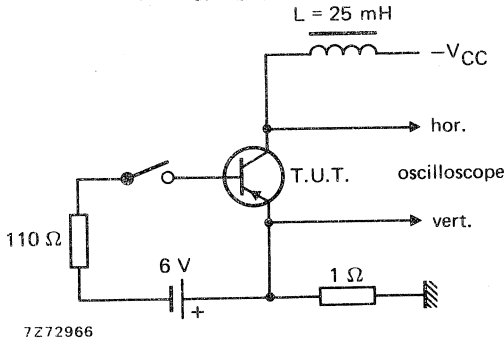 L = 25 mH
−VCC
hor.
T.U.T.
oscilloscope
vert.
110 Ω
6 V
+
1 Ω
7Z72966